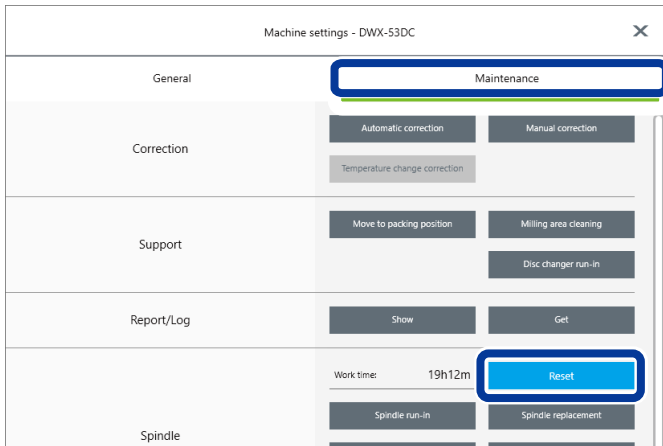 Machine settings - DWX-53DC
General
Maintenance
Correction
Automatic correction
Manual correction
Temperature change correction
Support
Move to packing position
Milling area cleaning
Disc changer run-in
Report/Log
Show
Get
Spindle
Work time: 19h12m
Reset
Spindle run-in
Spindle replacement